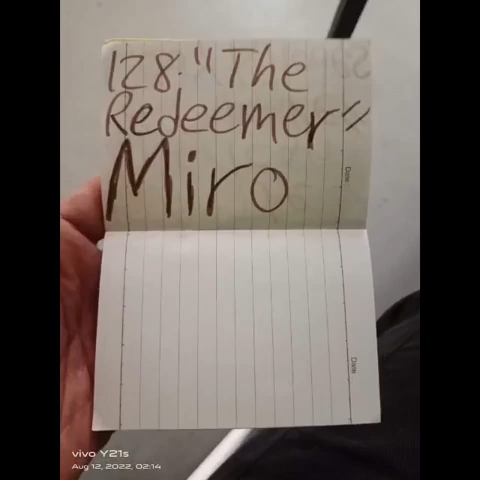 128. "The
Redeemer"
Miro
Date
Date
vivo Y21s
Aug 12, 2022, 02:14